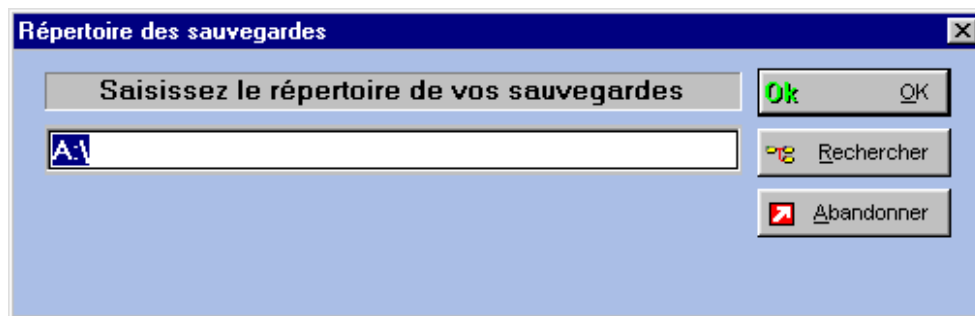 Répertoire des sauvegardes
Saisissez le répertoire de vos sauvegardes
Ok OK
A:\
Rechercher
Abandonner